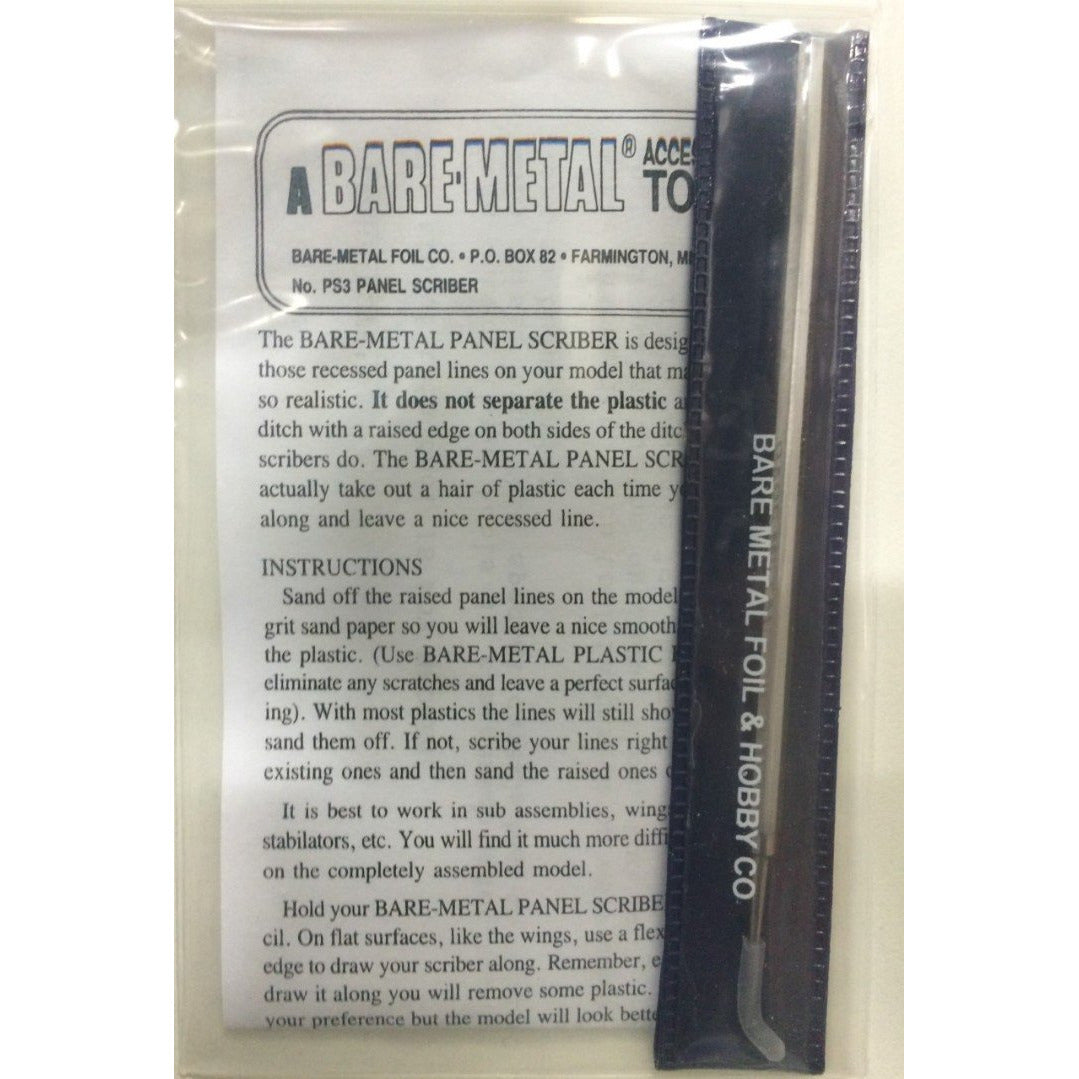 A BARE-METAL® ACCES
TO
BARE-METAL FOIL CO. • P.O. BOX 82 • FARMINGTON, M
No. PS3 PANEL SCRIBER
The BARE-METAL PANEL SCRIBER is desig
those recessed panel lines on your model that ma
so realistic. It does not separate the plastic a
ditch with a raised edge on both sides of the ditc
scribers do. The BARE-METAL PANEL SCR
actually take out a hair of plastic each time y
along and leave a nice recessed line.
INSTRUCTIONS
Sand off the raised panel lines on the model
grit sand paper so you will leave a nice smooth
the plastic. (Use BARE-METAL PLASTIC
eliminate any scratches and leave a perfect surfac
ing). With most plastics the lines will still sho
sand them off. If not, scribe your lines right
existing ones and then sand the raised ones
It is best to work in sub assemblies, wing
stabilators, etc. You will find it much more diffi
on the completely assembled model.
Hold your BARE-METAL PANEL SCRIBE
cil. On flat surfaces, like the wings, use a flex
edge to draw your scriber along. Remember, e
draw it along you will remove some plastic.
your preference but the model will look bette
BARE METAL FOIL & HOBBY CO